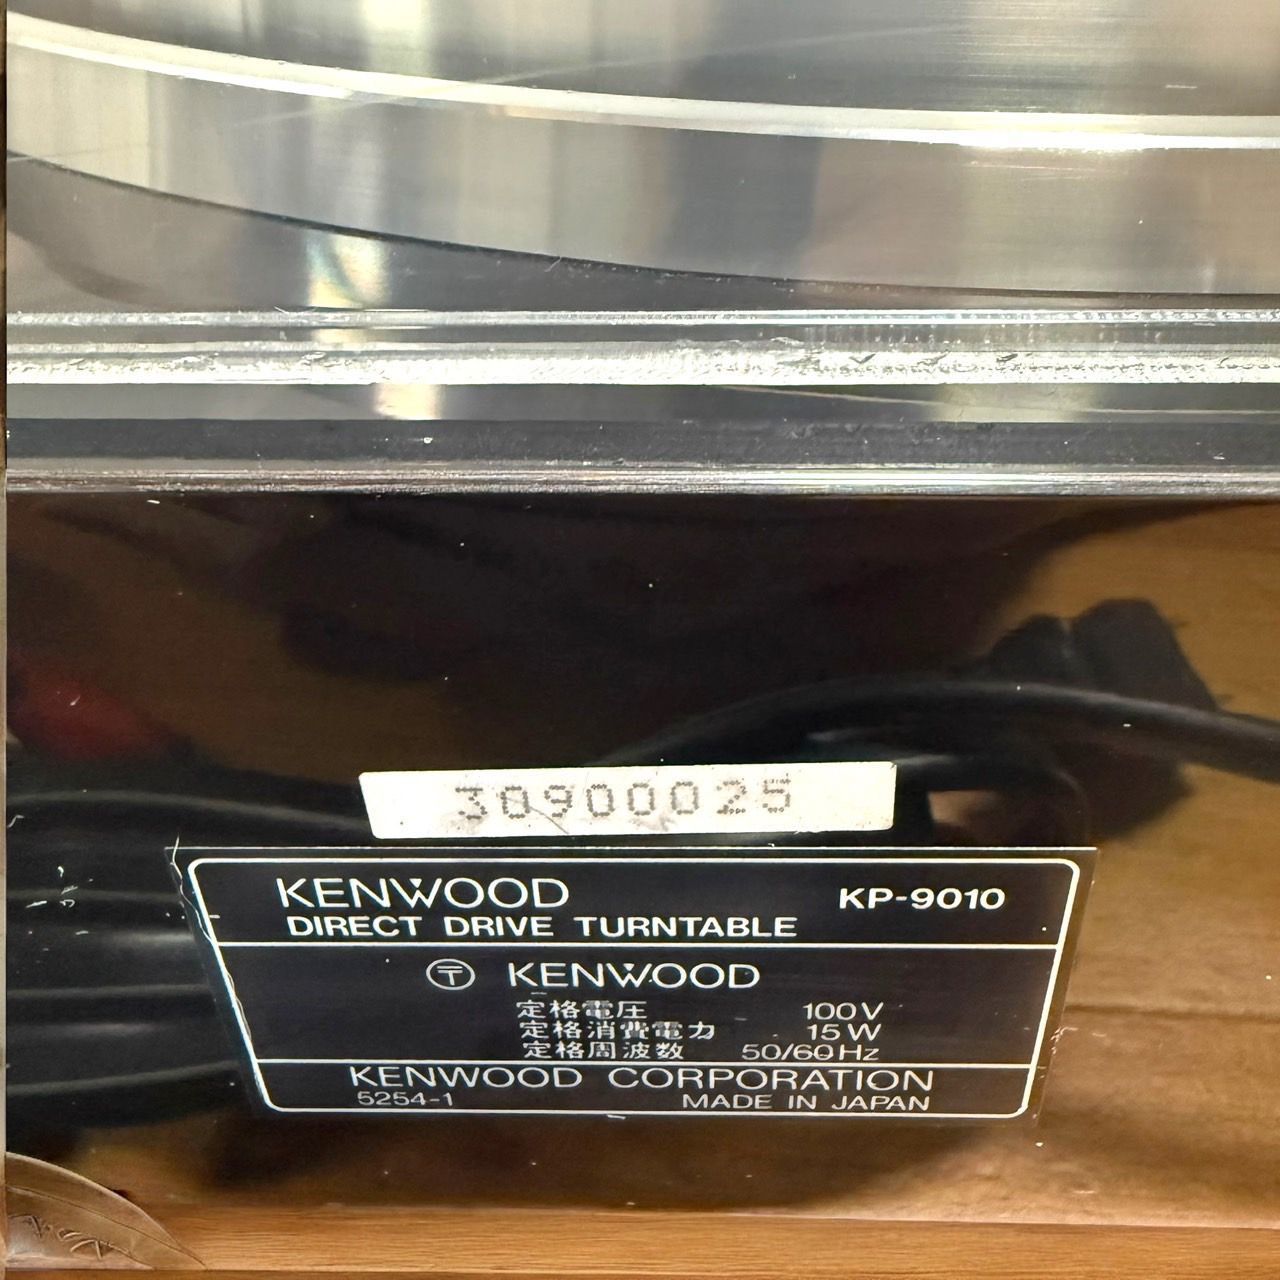 30900025
KENWOOD KP-9010
DIRECT DRIVE TURNTABLE
〒 KENWOOD
定格電圧 100V
定格消費電力 15W
定格周波数 50/60Hz
KENWOOD CORPORATION
5254-1 MADE IN JAPAN